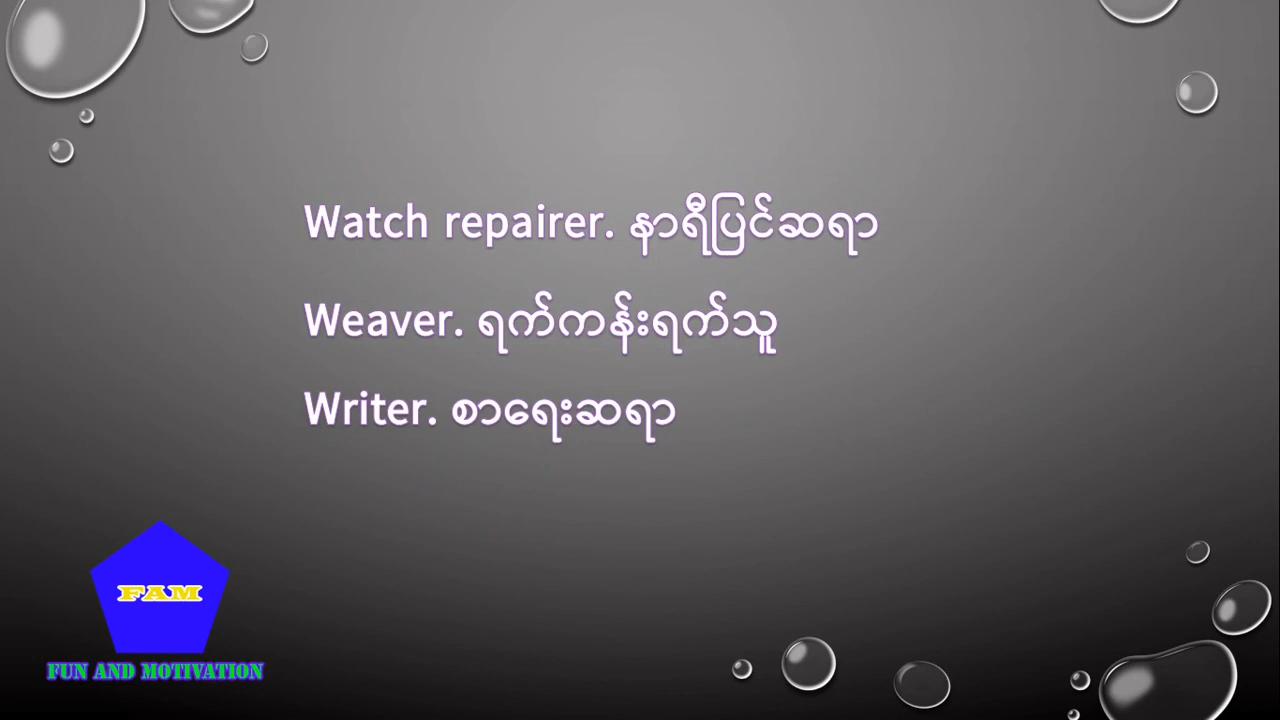 Watch repairer. နာရီပြင်ဆရာ
Weaver. ရက်ကန်းရက်သူ
Writer. စာရေးဆရာ
FAM
FUN AND MOTIVATION